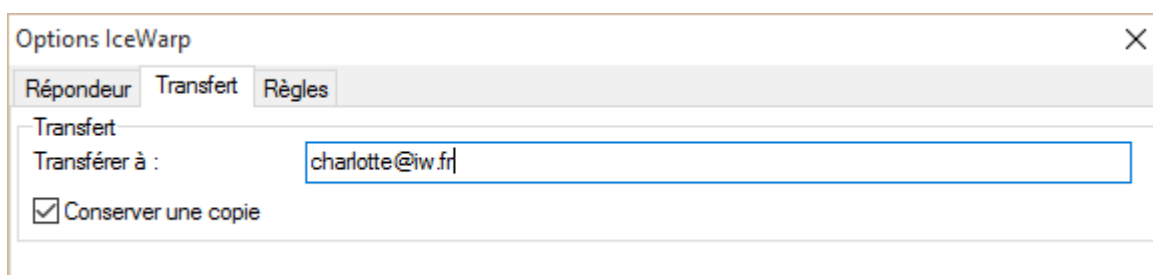 Options IceWarp
Répondeur Transfert Règles
Transfert
Transférer à : charlotte@iw.fr
Conserver une copie